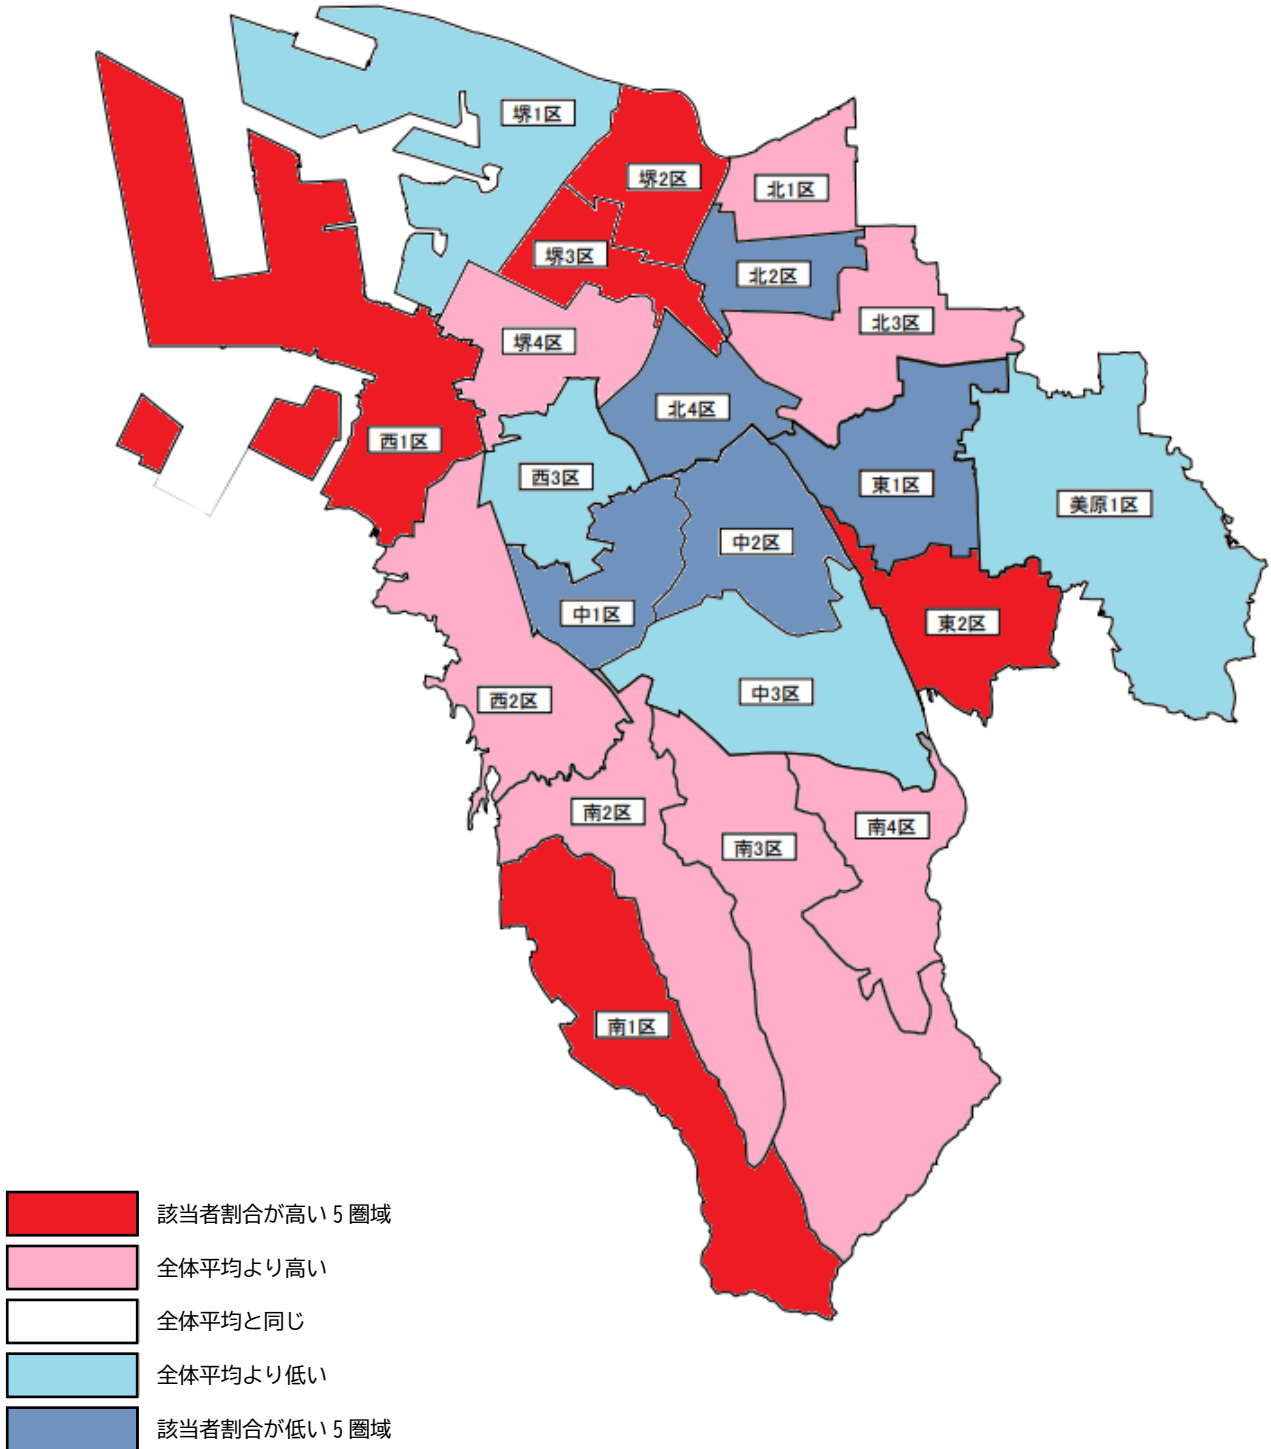 堺1区
堺2区
北1区
堺3区
北2区
北3区
堺4区
北4区
西1区
西3区
東1区
美原1区
中2区
中1区
東2区
中3区
西2区
南2区
南4区
南3区
南1区
該当者割合が高い5圏域
全体平均より高い
全体平均と同じ
全体平均より低い
該当者割合が低い5圏域